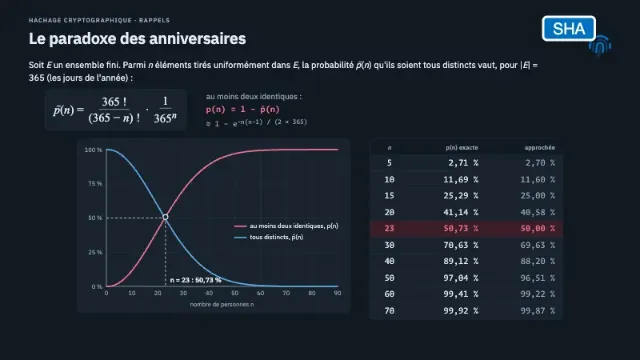 HACHAGE CRYPTOGRAPHIQUE · RAPPELS
SHA
Le paradoxe des anniversaires
Soit E un ensemble fini. Parmi n éléments tirés uniformément dans E, la probabilité p̄(n) qu'ils soient tous distincts vaut, pour |E| =
365 (les jours de l'année) :
p̄(n) = 365 ! / (365 − n) ! · 1 / 365ⁿ
au moins deux identiques :
p(n) = 1 − p̄(n)
≈ 1 − e^−n(n−1) / (2 × 365)
100 %
75 %
50 %
25 %
0 %
au moins deux identiques, p(n)
tous distincts, p̄(n)
n = 23 : 50,73 %
0 10 20 30 40 50 60 70 80 90
nombre de personnes n
n p(n) exacte approchée
5 2,71 % 2,70 %
10 11,69 % 11,60 %
15 25,29 % 25,00 %
20 41,14 % 40,58 %
23 50,73 % 50,00 %
30 70,63 % 69,63 %
40 89,12 % 88,20 %
50 97,04 % 96,51 %
60 99,41 % 99,22 %
70 99,92 % 99,87 %